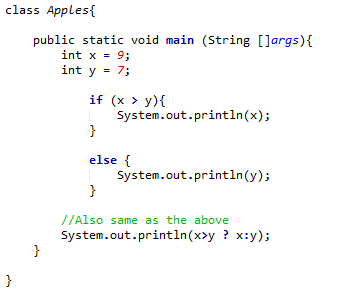 class Apples{
public static void main (String []args){
int x = 9;
int y = 7;
if (x > y){
System.out.println(x);
}
else {
System.out.println(y);
}
//Also same as the above
System.out.println(x>y ? x:y);
}
}